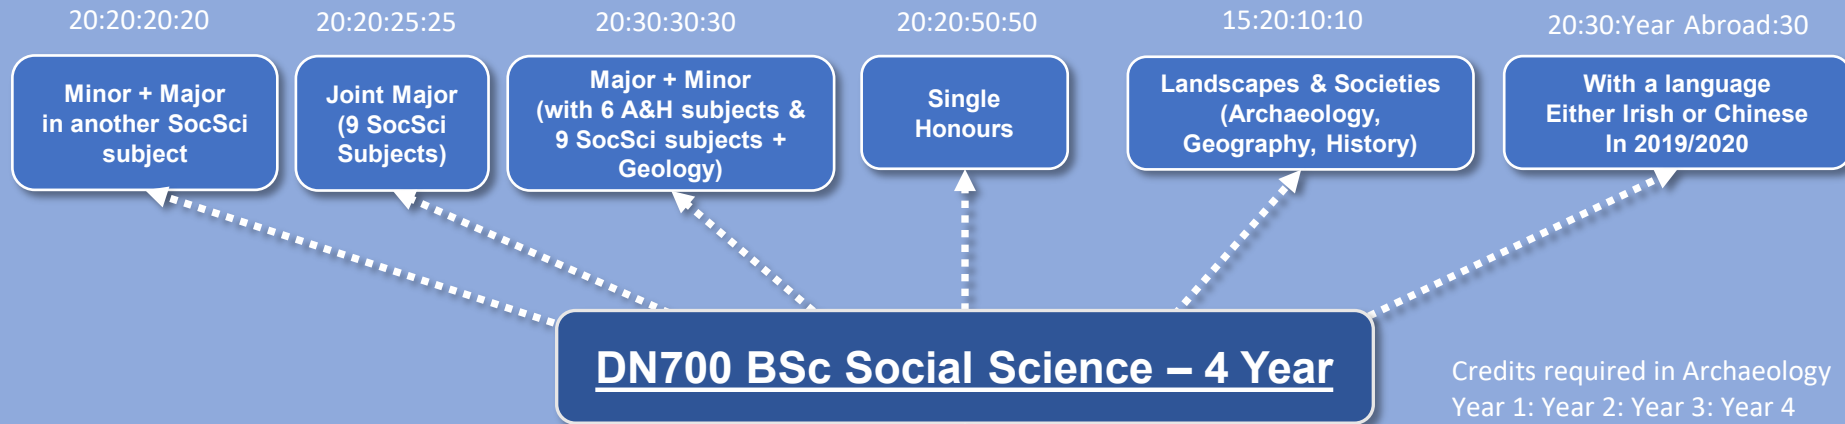 20:20:20:20
20:20:25:25
20:30:30:30
20:20:50:50
15:20:10:10
20:30:Year Abroad:30
Minor + Major
in another SocSci
subject
Joint Major
(9 SocSci
Subjects)
Major + Minor
(with 6 A&H subjects &
9 SocSci subjects +
Geology)
Single
Honours
Landscapes & Societies
(Archaeology,
Geography, History)
With a language
Either Irish or Chinese
In 2019/2020
DN700 BSc Social Science – 4 Year
Credits required in Archaeology
Year 1: Year 2: Year 3: Year 4